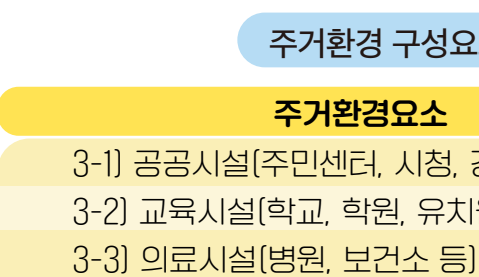 주거환경 구성요
주거환경요소
3-1) 공공시설(주민센터, 시청,
3-2) 교육시설(학교, 학원, 유치
3-3) 의료시설(병원, 보건소 등)